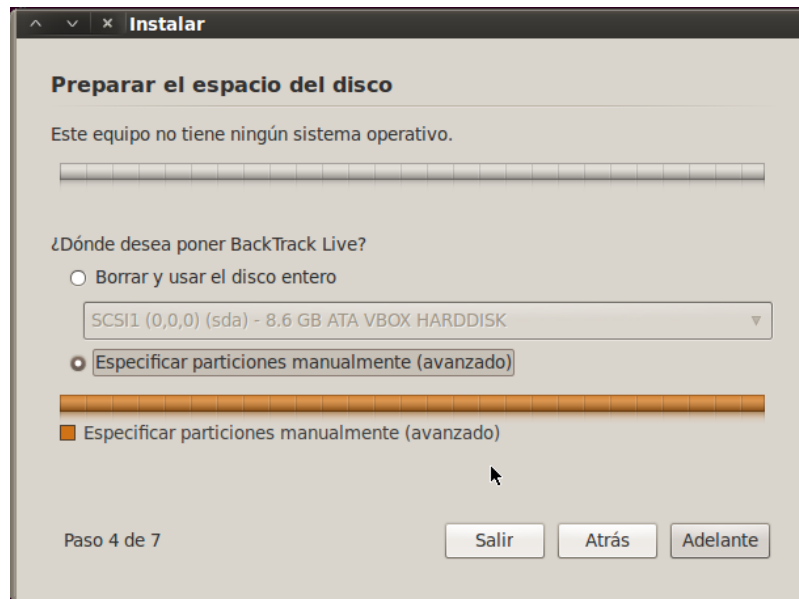 Instalar
Preparar el espacio del disco
Este equipo no tiene ningún sistema operativo.
¿Dónde desea poner BackTrack Live?
Borrar y usar el disco entero
SCSI1 (0,0,0) (sda) - 8.6 GB ATA VBOX HARDDISK
Especificar particiones manualmente (avanzado)
Especificar particiones manualmente (avanzado)
Paso 4 de 7 Salir Atrás Adelante